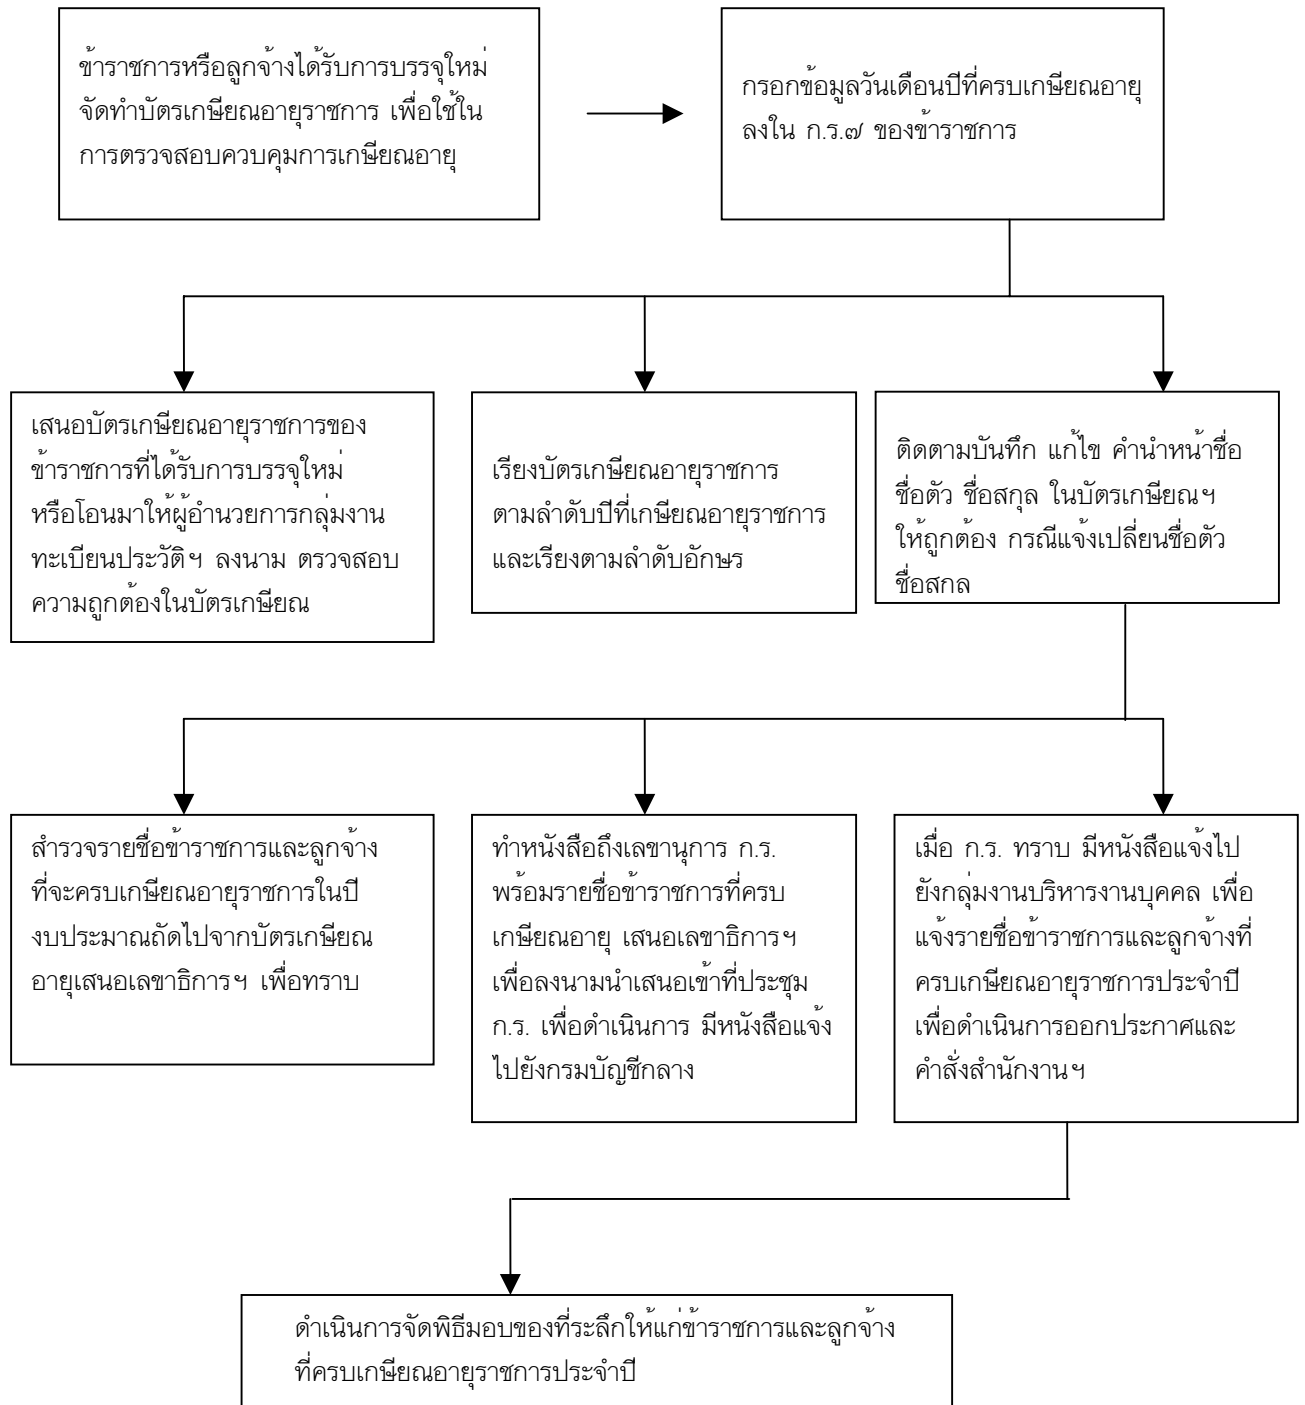 ข้าราชการหรือลูกจ้างได้รับการบรรจุใหม่
จัดทำบัตรเกษียณอายุราชการ เพื่อใช้ใน
การตรวจสอบควบคุมการเกษียณอายุ
กรอกข้อมูลวันเดือนปีที่ครบเกษียณอายุ
ลงใน ก.ร.๗ ของข้าราชการ
เสนอบัตรเกษียณอายุราชการของ
ข้าราชการที่ได้รับการบรรจุใหม่
หรือโอนมาให้ผู้อำนวยการกลุ่มงาน
ทะเบียนประวัติฯ ลงนาม ตรวจสอบ
ความถูกต้องในบัตรเกษียณ
เรียงบัตรเกษียณอายุราชการ
ตามลำดับปีที่เกษียณอายุราชการ
และเรียงตามลำดับอักษร
ติดตามบันทึก แก้ไข คำนำหน้าชื่อ
ชื่อตัว ชื่อสกุล ในบัตรเกษียณฯ
ให้ถูกต้อง กรณีแจ้งเปลี่ยนชื่อตัว
ชื่อสกล
สำรวจรายชื่อข้าราชการและลูกจ้าง
ที่จะครบเกษียณอายุราชการในปี
งบประมาณถัดไปจากบัตรเกษียณ
อายุเสนอเลขาธิการฯ เพื่อทราบ
ทำหนังสือถึงเลขานุการ ก.ร.
พร้อมรายชื่อข้าราชการที่ครบ
เกษียณอายุ เสนอเลขาธิการฯ
เพื่อลงนามนำเสนอเข้าที่ประชุม
ก.ร. เพื่อดำเนินการ มีหนังสือแจ้ง
ไปยังกรมบัญชีกลาง
เมื่อ ก.ร. ทราบ มีหนังสือแจ้งไป
ยังกลุ่มงานบริหารงานบุคคล เพื่อ
แจ้งรายชื่อข้าราชการและลูกจ้างที่
ครบเกษียณอายุราชการประจำปี
เพื่อดำเนินการออกประกาศและ
คำสั่งสำนักงานฯ
ดำเนินการจัดพิธีมอบของที่ระลึกให้แก่ข้าราชการและลูกจ้าง
ที่ครบเกษียณอายุราชการประจำปี